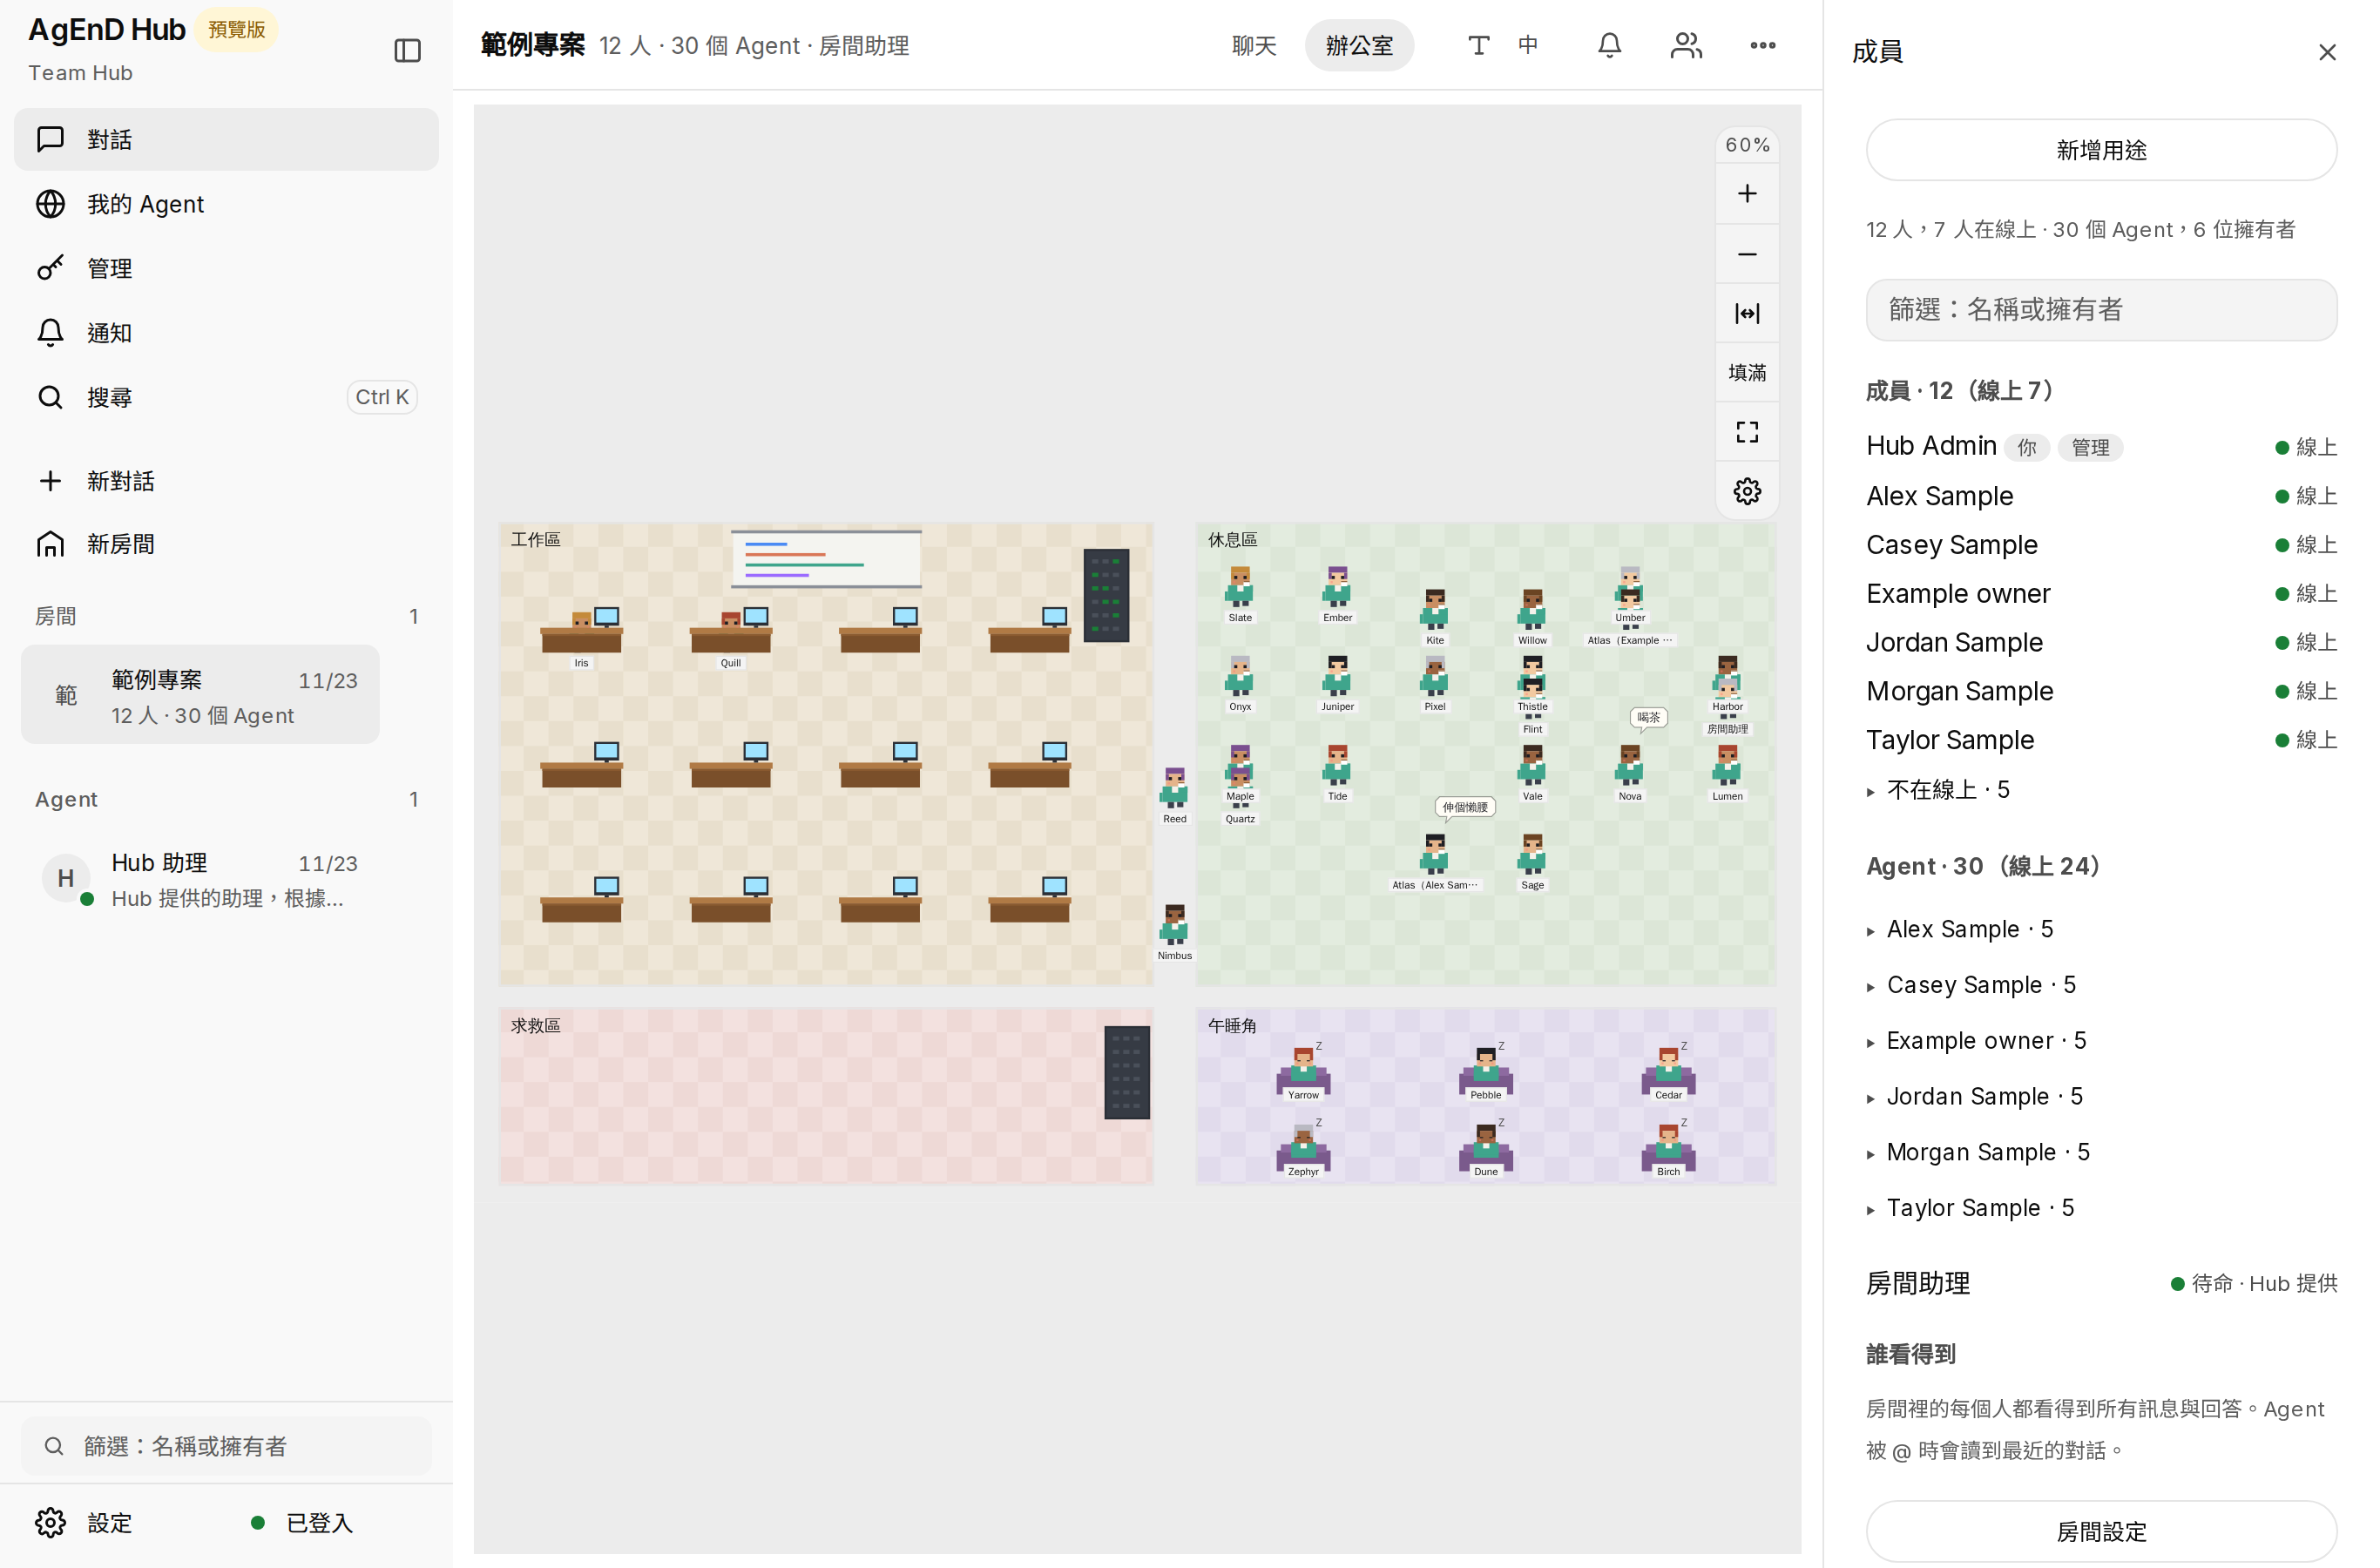 AgEnD Hub 預覽版
Team Hub
對話
我的 Agent
管理
通知
搜尋 Ctrl K
新對話
新房間
房間 1
範 範例專案 11/23
12 人 · 30 個 Agent
Agent 1
H Hub 助理 11/23
Hub 提供的助理，根據...
篩選：名稱或擁有者
設定 已登入
範例專案 12 人 · 30 個 Agent · 房間助理
聊天 辦公室 T 中
60%
填滿
工作區
Iris Quill
休息區
Slate Ember Kite Willow Umber
Atlas（Example ⋯
Onyx Juniper Pixel Thistle Harbor
Flint 喝茶 房間助理
Reed Maple Tide Vale Nova Lumen
Quartz 伸個懶腰
Atlas（Alex Sam⋯ Sage
Nimbus
求救區
午睡角
Z Z Z
Yarrow Pebble Cedar
Z Z Z
Zephyr Dune Birch
成員
新增用途
12 人，7 人在線上 · 30 個 Agent，6 位擁有者
篩選：名稱或擁有者
成員 · 12（線上 7）
Hub Admin 你 管理 線上
Alex Sample 線上
Casey Sample 線上
Example owner 線上
Jordan Sample 線上
Morgan Sample 線上
Taylor Sample 線上
不在線上 · 5
Agent · 30（線上 24）
Alex Sample · 5
Casey Sample · 5
Example owner · 5
Jordan Sample · 5
Morgan Sample · 5
Taylor Sample · 5
房間助理 待命 · Hub 提供
誰看得到
房間裡的每個人都看得到所有訊息與回答。Agent
被 @ 時會讀到最近的對話。
房間設定